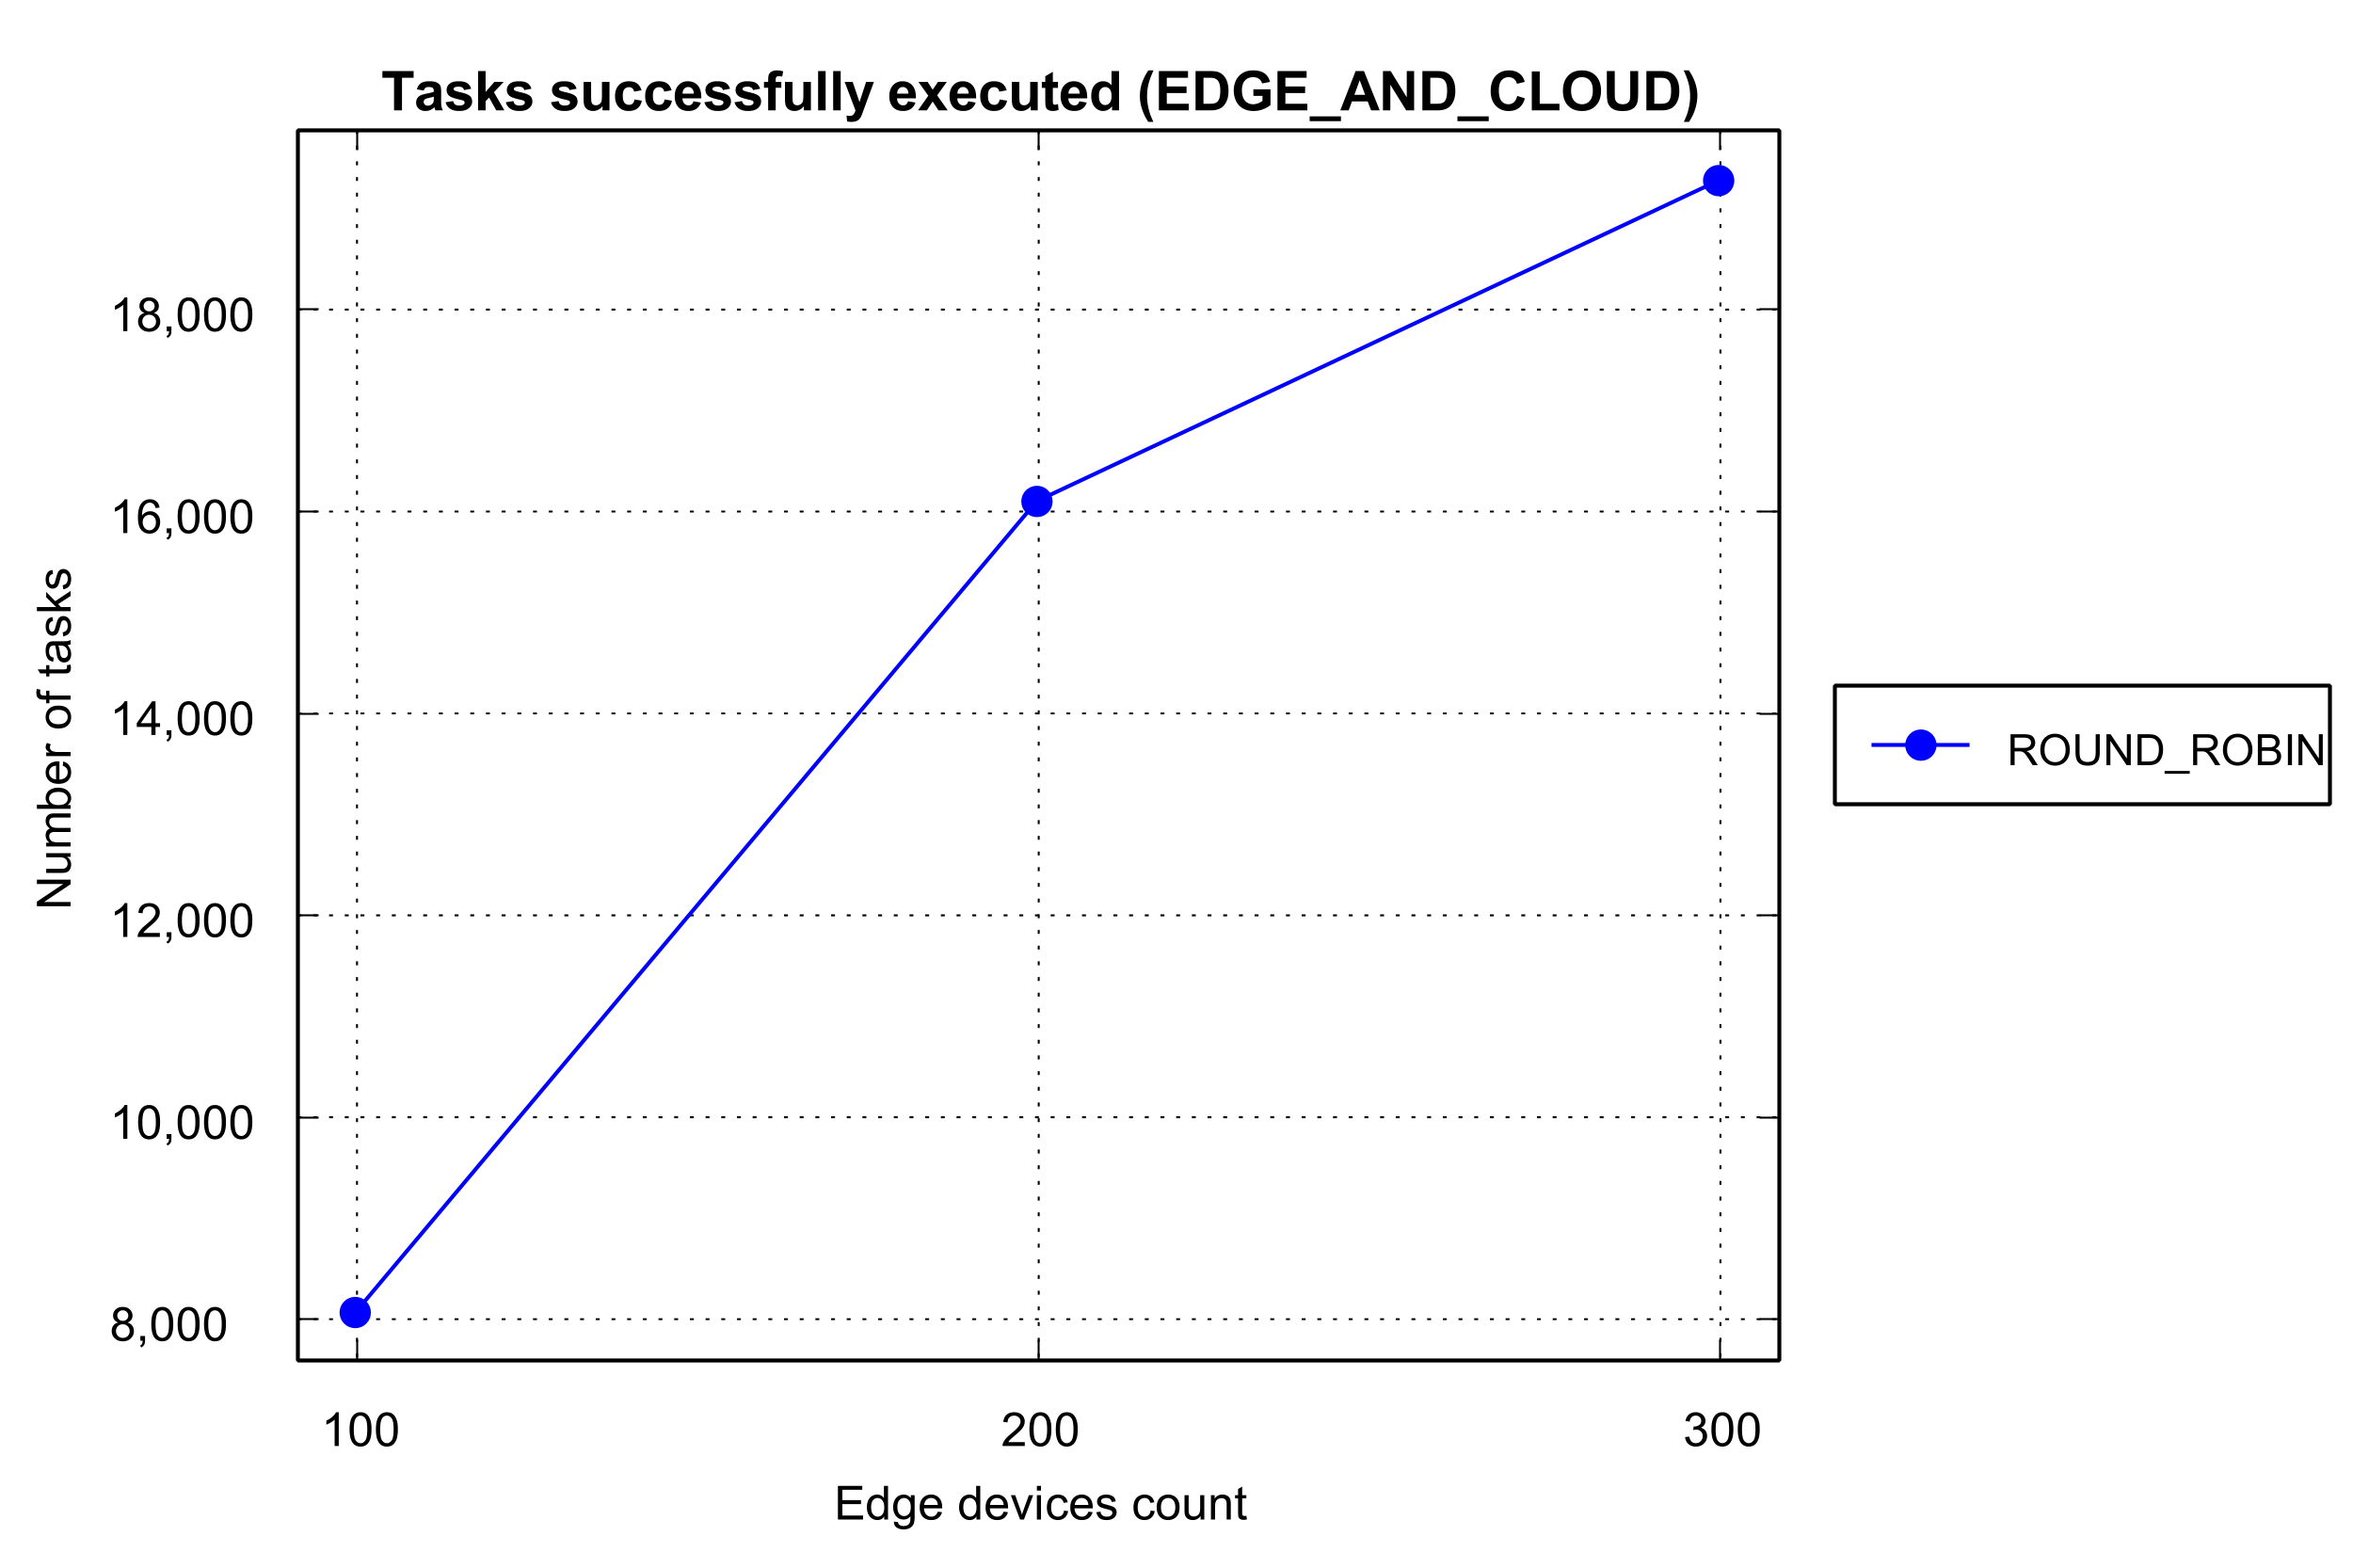 Tasks successfully executed (EDGE_AND_CLOUD)
18,000
16,000
14,000
12,000
10,000
8,000
Number of tasks
100 200 300
Edge devices count
ROUND_ROBIN